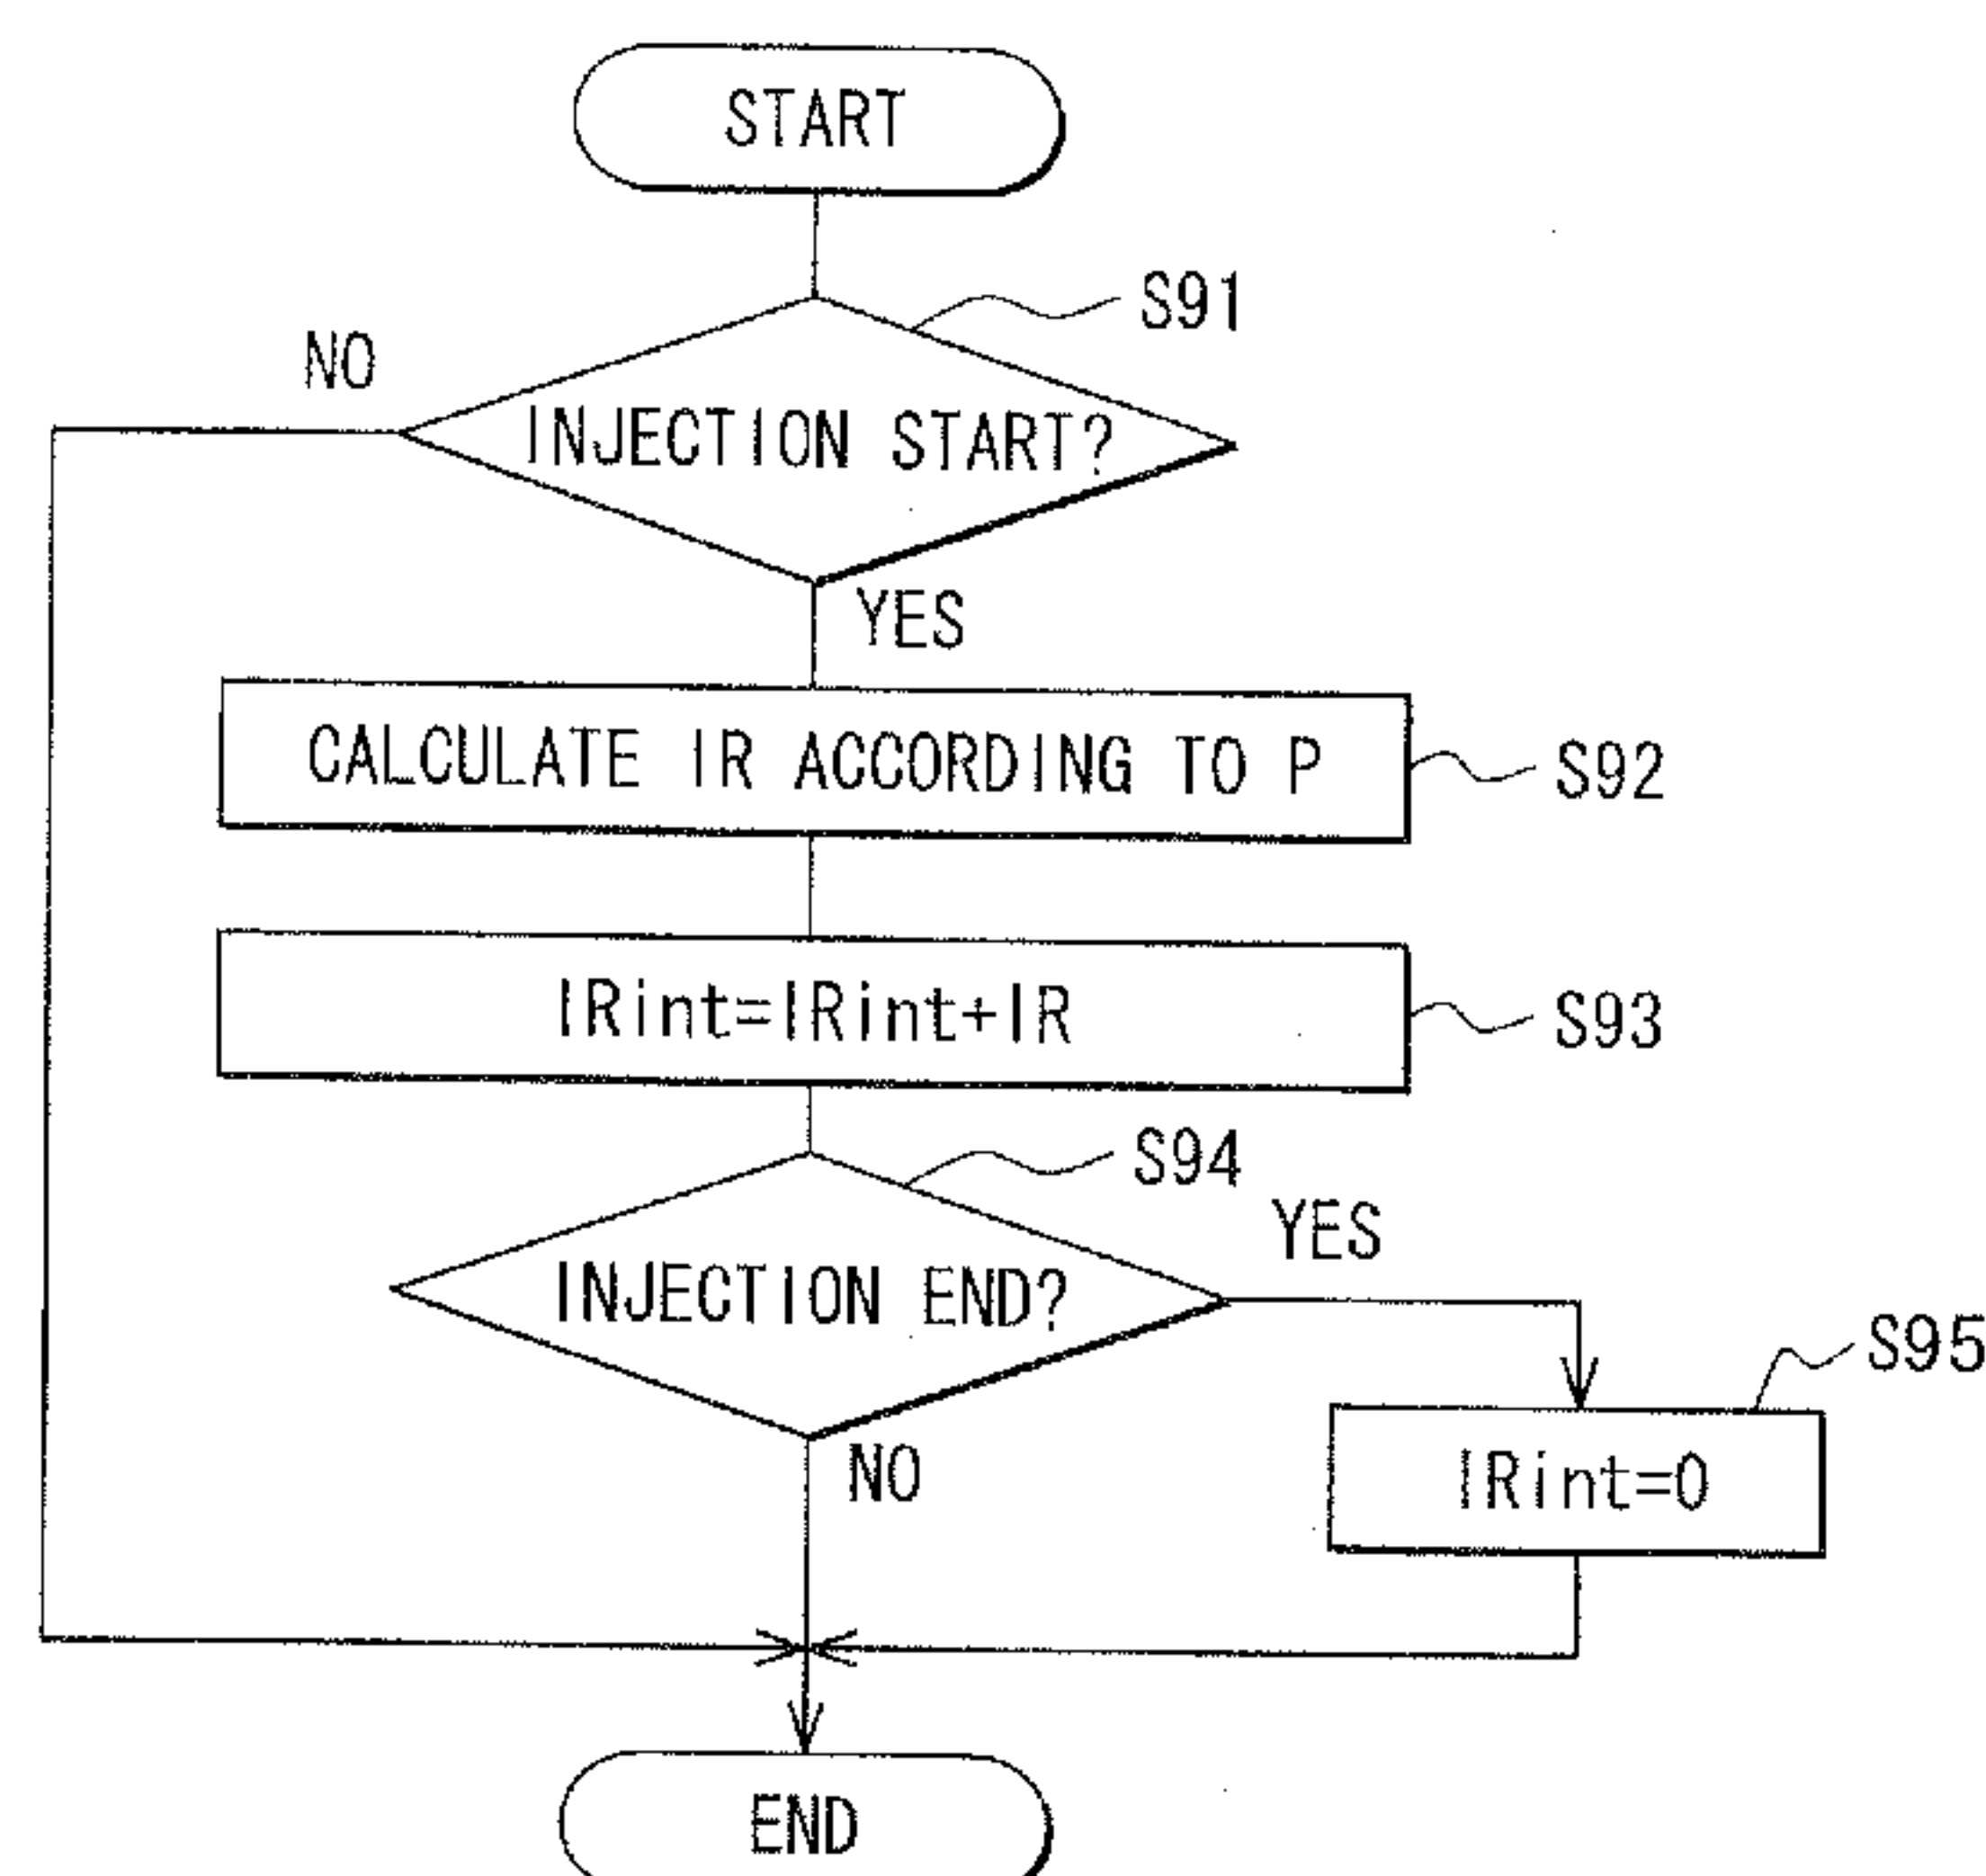 START
S91
NO
INJECTION START?
YES
CALCULATE IR ACCORDING TO P
S92
IRint=IRint+IR
S93
S94
YES
INJECTION END?
S95
NO
IRint=0
END